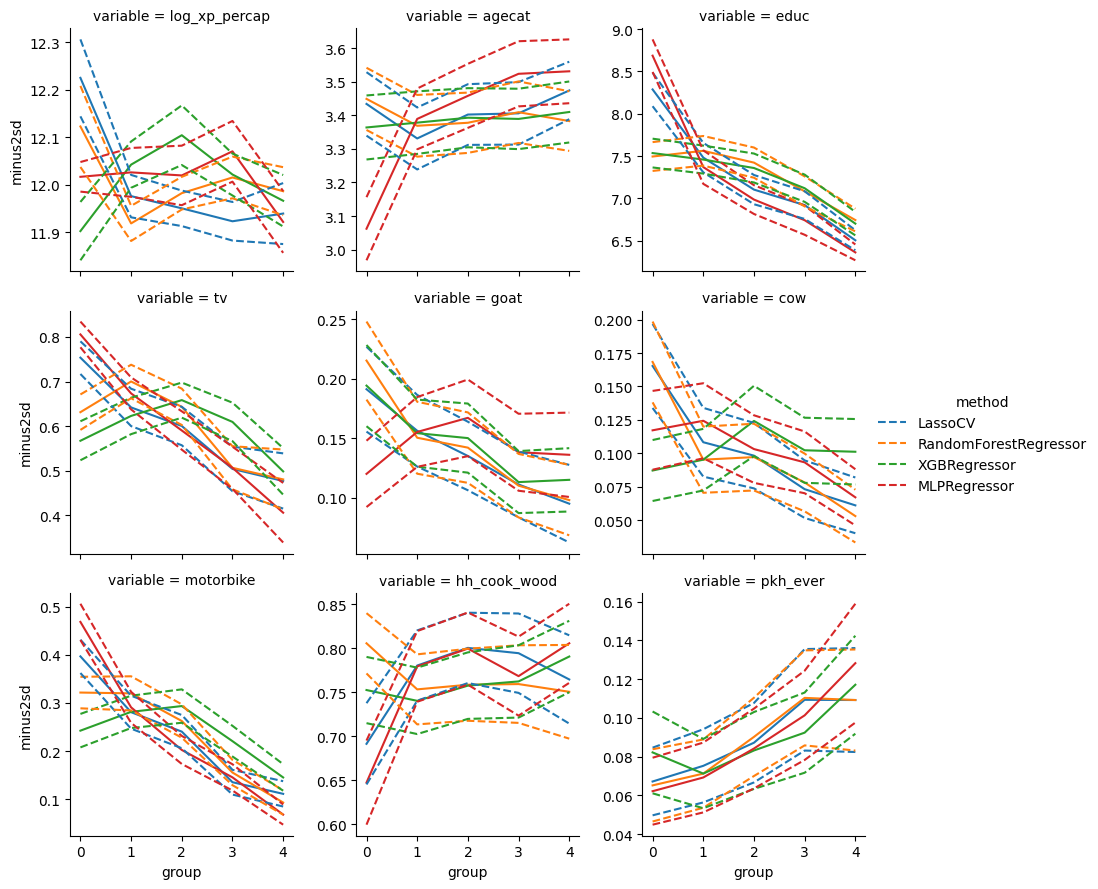 variable = log_xp_percap
variable = agecat
variable = educ
minus2sd
12.3
12.2
12.1
12.0
11.9
3.6
3.5
3.4
3.3
3.2
3.1
3.0
9.0
8.5
8.0
7.5
7.0
6.5
variable = tv
variable = goat
variable = cow
minus2sd
0.8
0.7
0.6
0.5
0.4
0.25
0.20
0.15
0.10
0.200
0.175
0.150
0.125
0.100
0.075
0.050
method
LassoCV
RandomForestRegressor
XGBRegressor
MLPRegressor
variable = motorbike
variable = hh_cook_wood
variable = pkh_ever
minus2sd
0.5
0.4
0.3
0.2
0.1
0.85
0.80
0.75
0.70
0.65
0.60
0.16
0.14
0.12
0.10
0.08
0.06
0.04
0 1 2 3 4
0 1 2 3 4
0 1 2 3 4
group
group
group